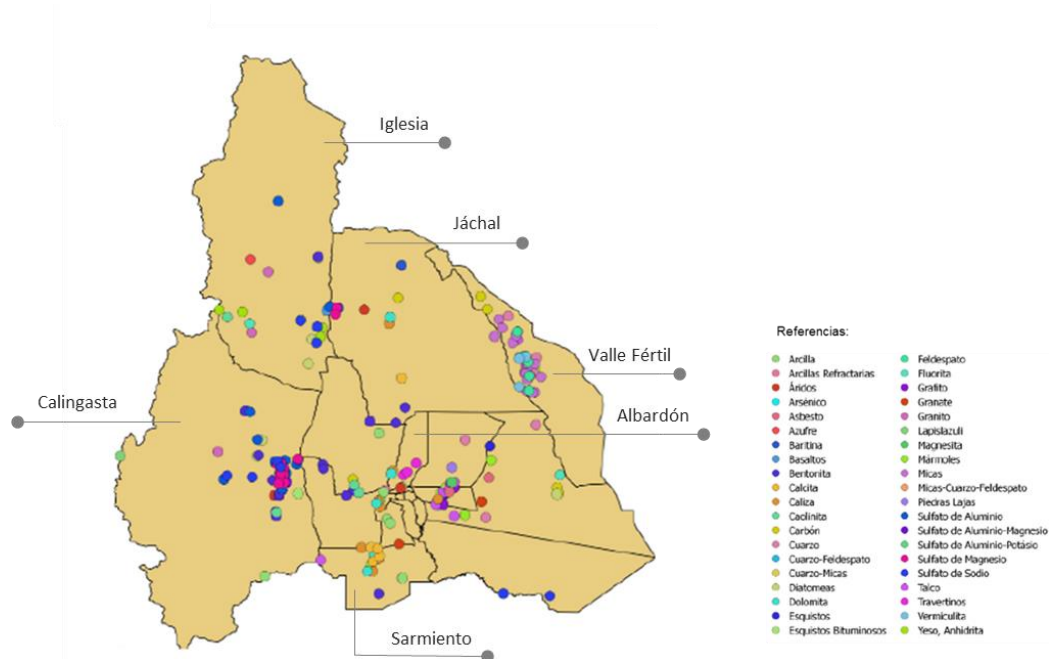 Iglesia
Jáchal
Valle Fértil
Calingasta
Albardón
Sarmiento
Referencias:
Arcilla
Arcillas Refractarias
Áridos
Arsénico
Asbesto
Azufre
Baritina
Basaltos
Bentonita
Calcita
Caliza
Caolinita
Carbón
Cuarzo
Cuarzo-Feldespato
Cuarzo-Micas
Diatomeas
Dolomita
Esquistos
Esquistos Bituminosos
Feldespato
Fluorita
Grafito
Granate
Granito
Lapislazuli
Magnesita
Mármoles
Micas
Micas-Cuarzo-Feldespato
Piedras Lajas
Sulfato de Aluminio
Sulfato de Aluminio-Magnesio
Sulfato de Aluminio-Potásio
Sulfato de Magnesio
Sulfato de Sodio
Talco
Travertinos
Vermiculita
Yeso, Anhidrita